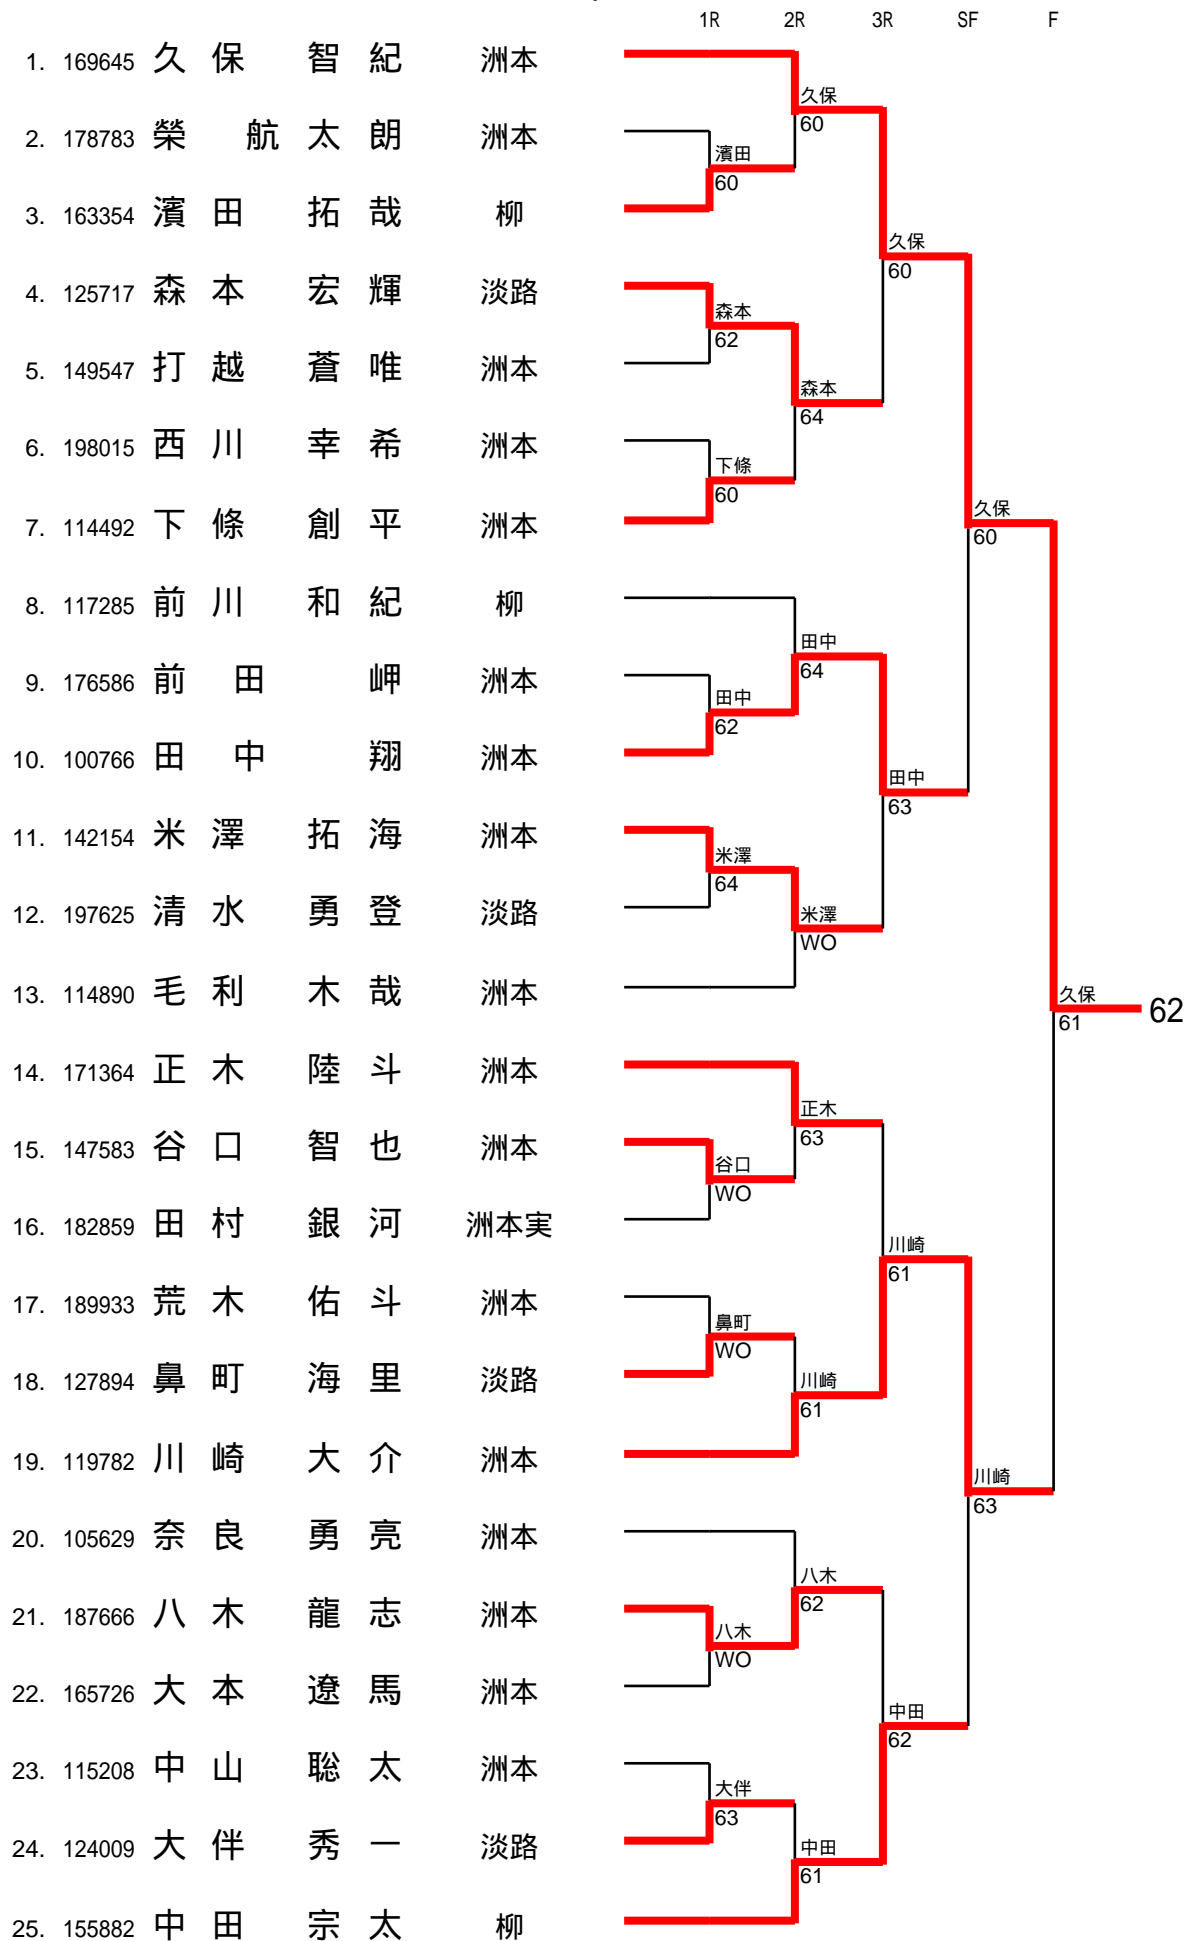 1R 2R 3R SF F
1. 169645 久保 智紀 洲本
久保
60
2. 178783 榮 航太朗 洲本
濱田
60
3. 163354 濱田 拓哉 柳
久保
60
4. 125717 森本 宏輝 淡路
森本
62
5. 149547 打越 蒼唯 洲本
森本
64
6. 198015 西川 幸希 洲本
下條
60
7. 114492 下條 創平 洲本
久保
60
8. 117285 前川 和紀 柳
田中
64
9. 176586 前田 岬 洲本
田中
62
10. 100766 田中 翔 洲本
田中
63
11. 142154 米澤 拓海 洲本
米澤
64
12. 197625 清水 勇登 淡路
米澤
WO
13. 114890 毛利 木哉 洲本
久保
61
62
14. 171364 正木 陸斗 洲本
正木
63
15. 147583 谷口 智也 洲本
谷口
WO
16. 182859 田村 銀河 洲本実
川崎
61
17. 189933 荒木 佑斗 洲本
鼻町
WO
18. 127894 鼻町 海里 淡路
川崎
61
19. 119782 川崎 大介 洲本
川崎
63
20. 105629 奈良 勇亮 洲本
八木
62
21. 187666 八木 龍志 洲本
八木
WO
22. 165726 大本 遼馬 洲本
中田
62
23. 115208 中山 聡太 洲本
大伴
63
24. 124009 大伴 秀一 淡路
中田
61
25. 155882 中田 宗太 柳